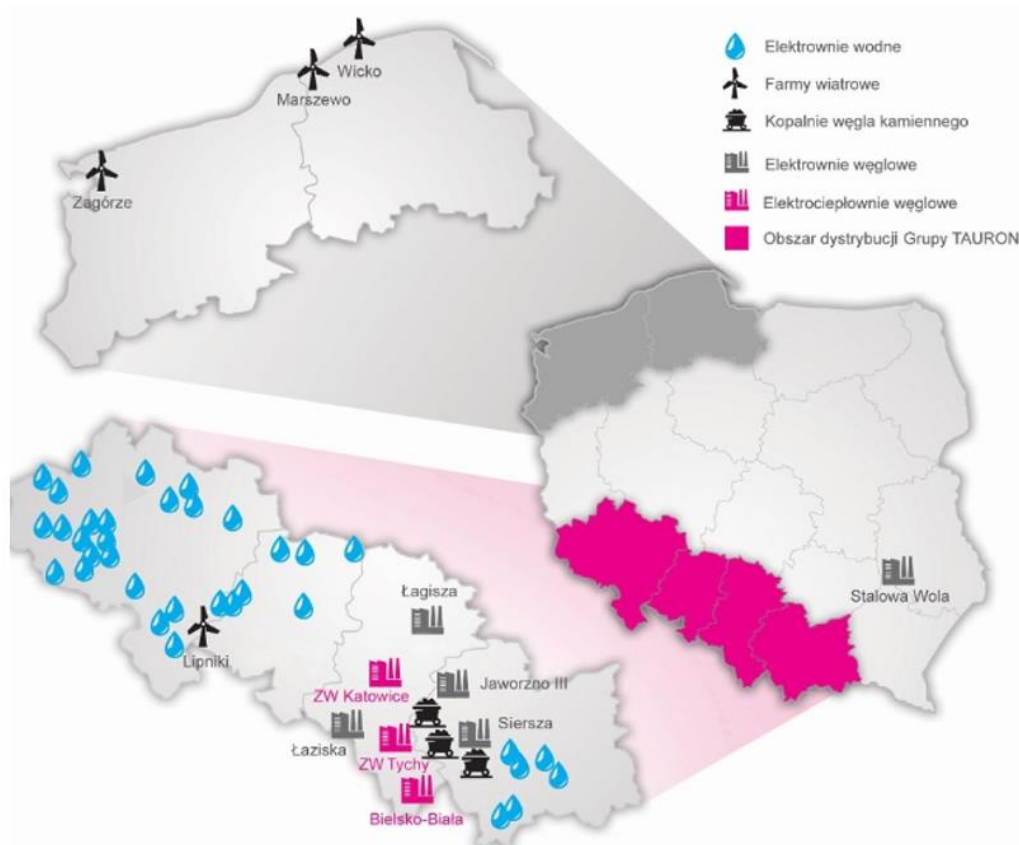 Wicko
Marszewo
Zagórze
Elektrownie wodne
Farmy wiatrowe
Kopalnie węgla kamiennego
Elektrownie węglowe
Elektrociepłownie węglowe
Obszar dystrybucji Grupy TAURON
Stalowa Wola
Łagisza
Lipniki
ZW Katowice
Jaworzno III
Siersza
Łaziska
ZW Tychy
Bielsko-Biała